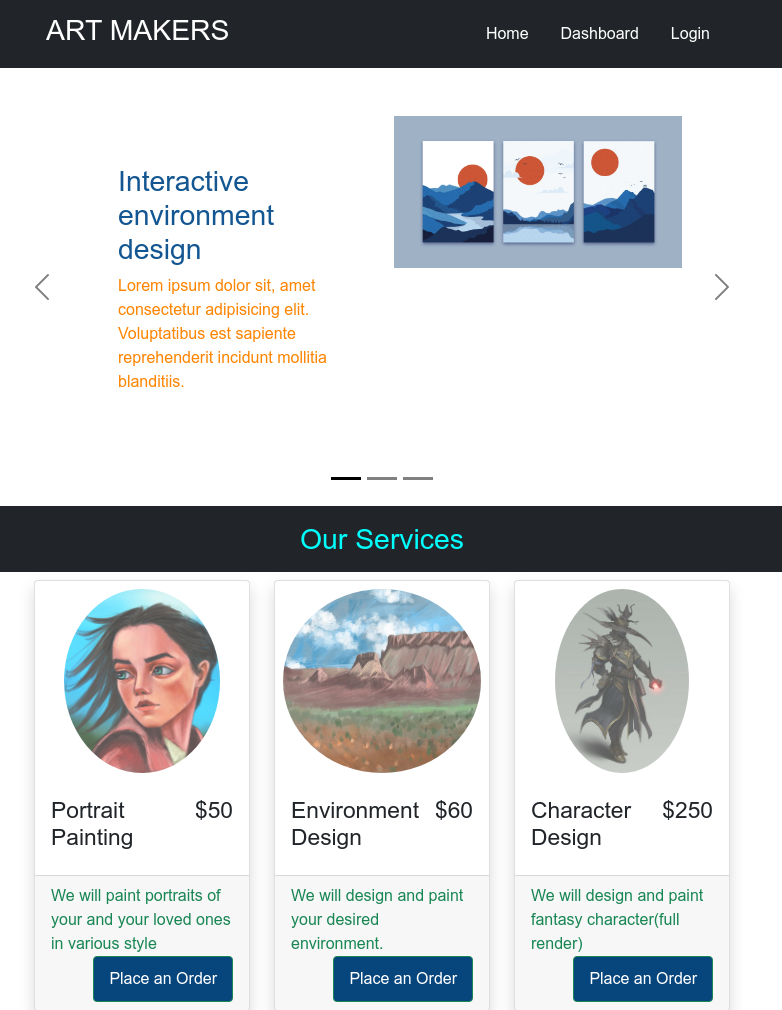 ART MAKERS
Home Dashboard Login
Interactive
environment
design
Lorem ipsum dolor sit, amet
consectetur adipisicing elit.
Voluptatibus est sapiente
reprehenderit incidunt mollitia
blanditiis.
Our Services
Portrait $50
Painting
We will paint portraits of
your and your loved ones
in various style
Place an Order
Environment $60
Design
We will design and paint
your desired
environment.
Place an Order
Character $250
Design
We will design and paint
fantasy character(full
render)
Place an Order